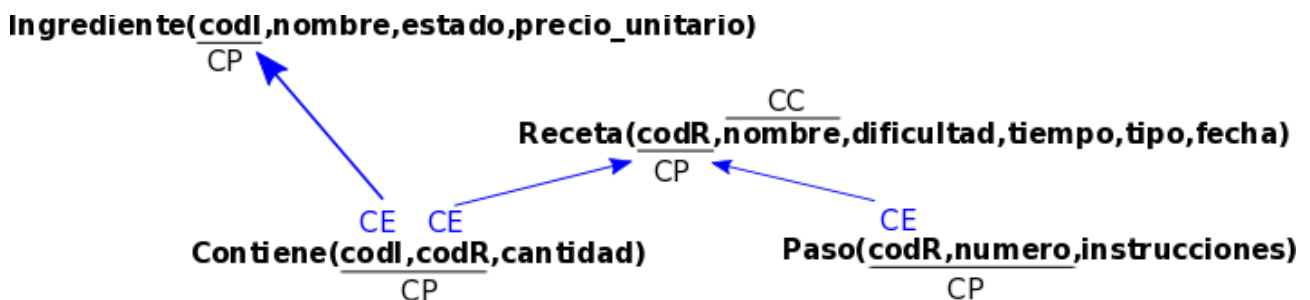 Ingrediente(codI,nombre,estado,precio_unitario)
CP
CC
Receta(codR,nombre,dificultad,tiempo,tipo,fecha)
CP
CE CE
CE
Contiene(codI,codR,cantidad)
Paso(codR,numero,instrucciones)
CP
CP